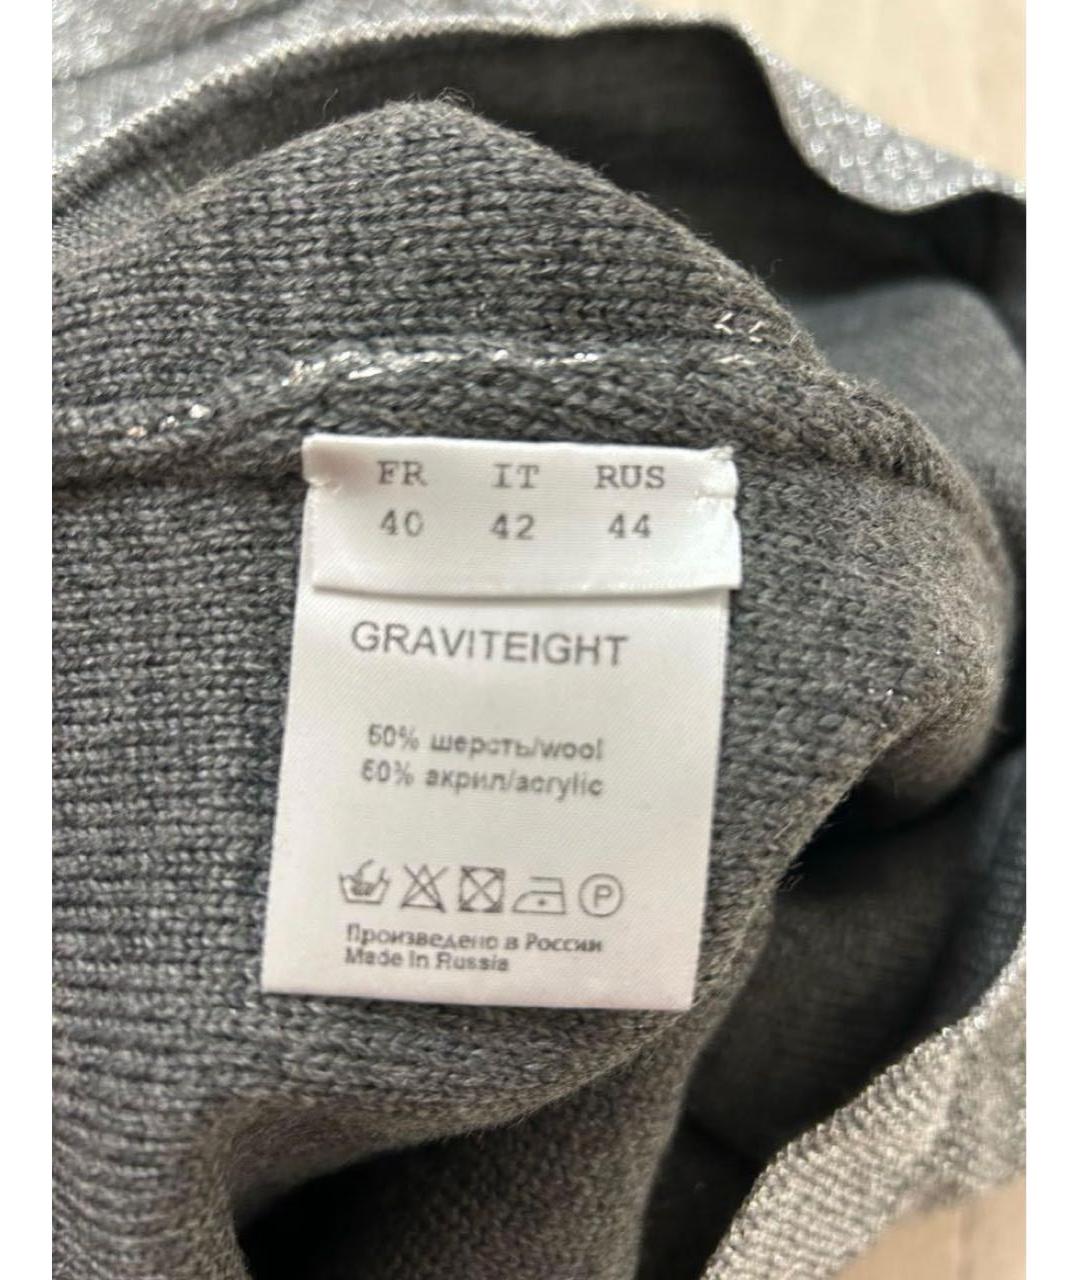 FR IT RUS
40 42 44
GRAVITEIGHT
50% шерсть/wool
50% акрил/acrylic
P
Произведено в России
Made In Russia